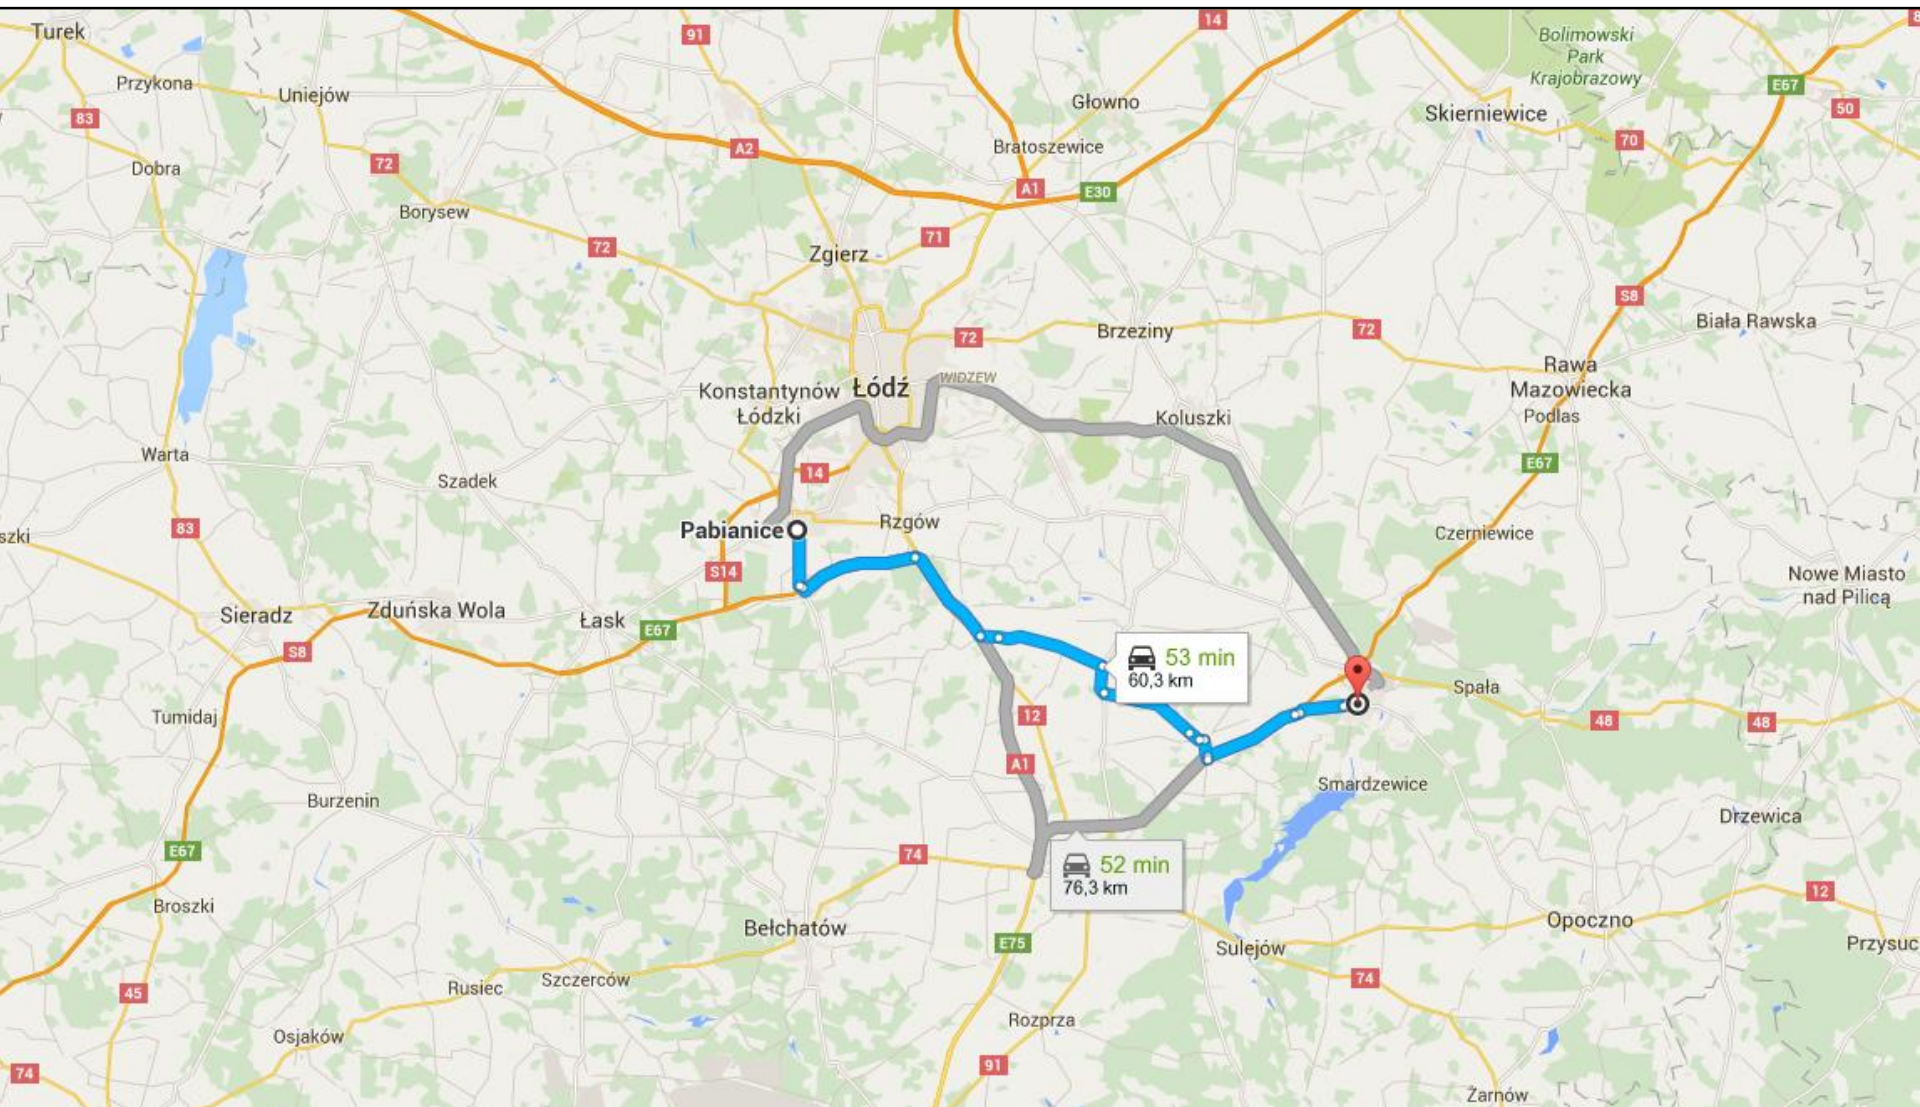 Turek
91
14
Bolimowski
Park
Krajobrazowy
Przykona
Uniejów
E67
Głowno
50
83
Skierniewice
70
A2
Bratoszewice
72
Dobra
A1
E30
Borysew
72
71
Zgierz
S8
Biała Rawska
72
Brzeziny
72
Rawa
Mazowiecka
Podlas
WIDZEW
Konstantynów
Łódzki
Łódź
Koluszki
Warta
E67
14
Szadek
83
Pabianice
Rzgów
Czerniewice
szki
S14
Nowe Miasto
nad Pilicą
Sieradz
Zduńska Wola
Łask
E67
S8
53 min
60,3 km
Spała
Tumidaj
12
48
48
A1
Smardzewice
Burzenin
Drzewica
E67
74
52 min
76,3 km
12
Broszki
Bełchatów
Opoczno
E75
Sulejów
Przysuc
Szczerców
74
Rusiec
45
Rozprza
Osjaków
91
74
Żarnów